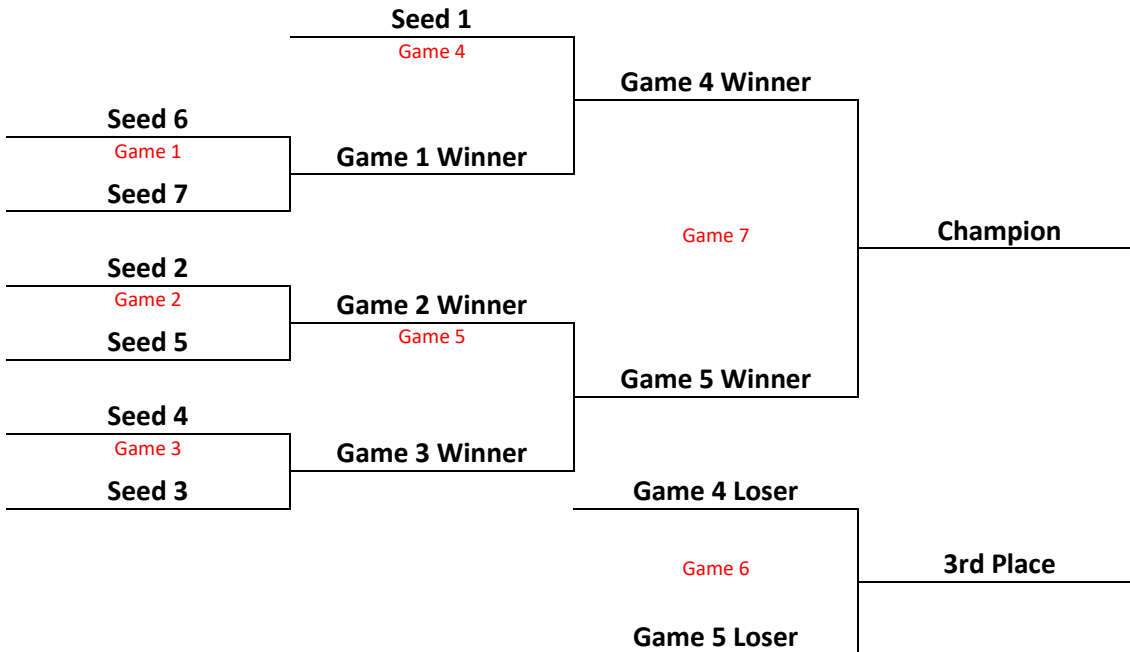 Seed 1
Game 4
Game 4 Winner
Seed 6
Game 1
Game 1 Winner
Seed 7
Game 7
Champion
Seed 2
Game 2
Game 2 Winner
Game 5
Seed 5
Game 5 Winner
Seed 4
Game 3
Game 3 Winner
Seed 3
Game 4 Loser
Game 6
3rd Place
Game 5 Loser